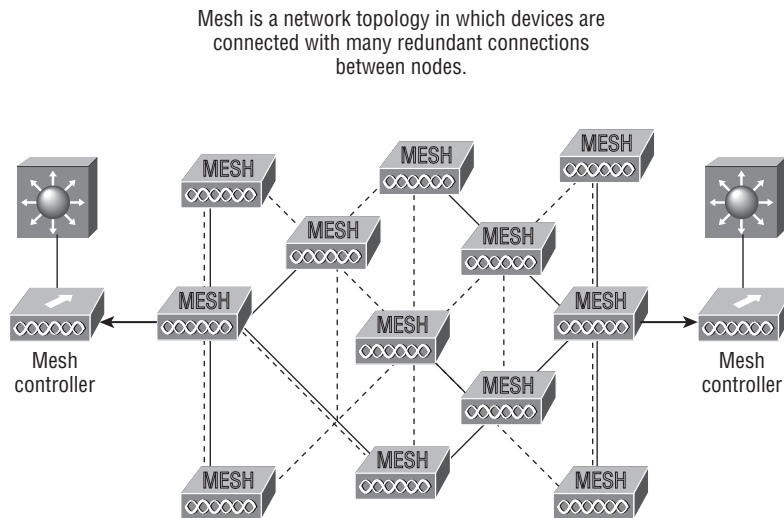 Mesh is a network topology in which devices are
connected with many redundant connections
between nodes.
MESH
MESH
MESH
MESH
MESH
MESH
MESH
MESH
MESH
MESH
MESH
MESH
Mesh
controller
Mesh
controller